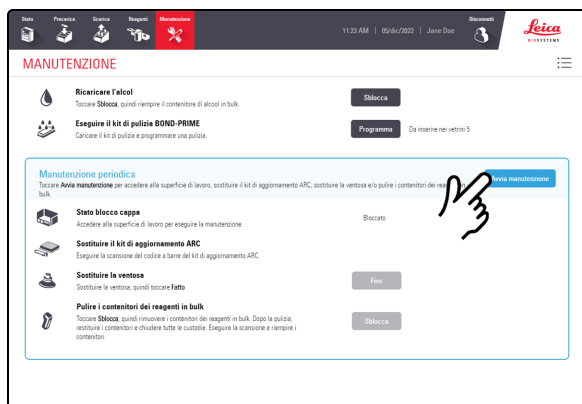 Stato Precarica Scarica Reagenti Manutenzione
11:23 AM | 05/dic/2022 | Jane Doe
Disconnetti
Leica
BIOSYSTEMS
MANUTENZIONE
Ricaricare l'alcol
Toccare Sblocca, quindi riempire il contenitore di alcool in bulk.
Sblocca
Eseguire il kit di pulizia BOND-PRIME
Caricare il kit di pulizia e programmare una pulizia.
Programma Da inserire nei vetrini 5
Manutenzione periodica
Toccare Avvia manutenzione per accedere alla superficie di lavoro, sostituire il kit di aggiornamento ARC, sostituire la ventosa e/o pulire i contenitori dei in
bulk.
Avvia manutenzione
Stato blocco cappa
Accedere alla superficie di lavoro per eseguire la manutenzione.
Bloccato
Sostituire il kit di aggiornamento ARC
Eseguire la scansione del codice a barre del kit di aggiornamento ARC.
Sostituire la ventosa
Sostituire la ventosa, quindi toccare Fatto
Fine
Pulire i contenitori dei reagenti in bulk
Toccare Sblocca, quindi rimuovere i contenitori dei reagenti in bulk. Dopo la pulizia,
restituire i contenitori e chiudere tutte le custodie. Eseguire la scansione e riempire i
contenitori.
Sblocca